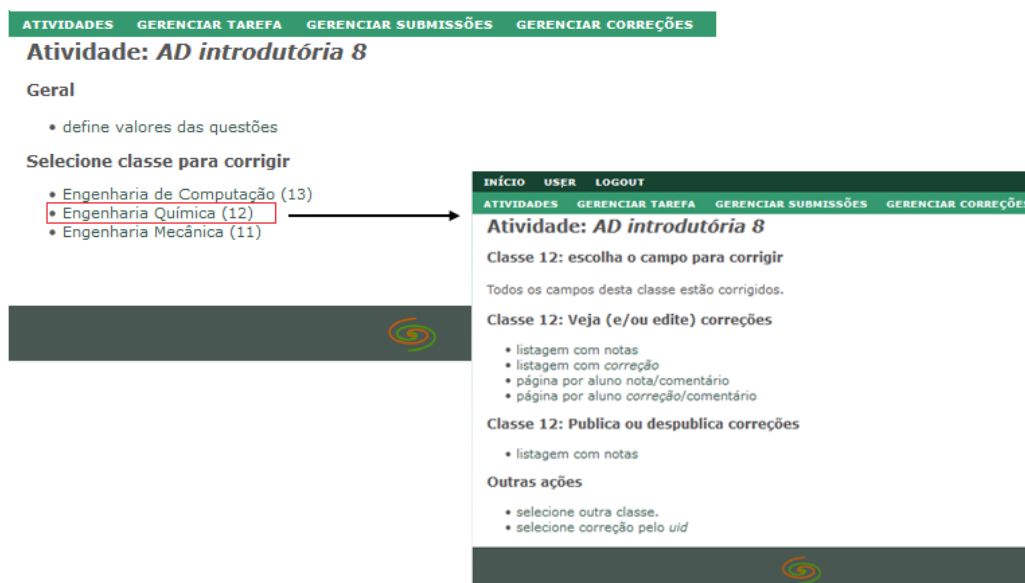 ATIVIDADES GERENCIAR TAREFA GERENCIAR SUBMISSÕES GERENCIAR CORREÇÕES
Atividade: AD introdutória 8
Geral
• define valores das questões
Selecione classe para corrigir
• Engenharia de Computação (13)
• Engenharia Química (12)
• Engenharia Mecânica (11)
INÍCIO USER LOGOUT
ATIVIDADES GERENCIAR TAREFA GERENCIAR SUBMISSÕES GERENCIAR CORREÇÕES
Atividade: AD introdutória 8
Classe 12: escolha o campo para corrigir
Todos os campos desta classe estão corrigidos.
Classe 12: Veja (e/ou edite) correções
• listagem com notas
• listagem com correção
• página por aluno nota/comentário
• página por aluno correção/comentário
Classe 12: Publica ou despublica correções
• listagem com notas
Outras ações
• selecione outra classe.
• selecione correção pelo uid